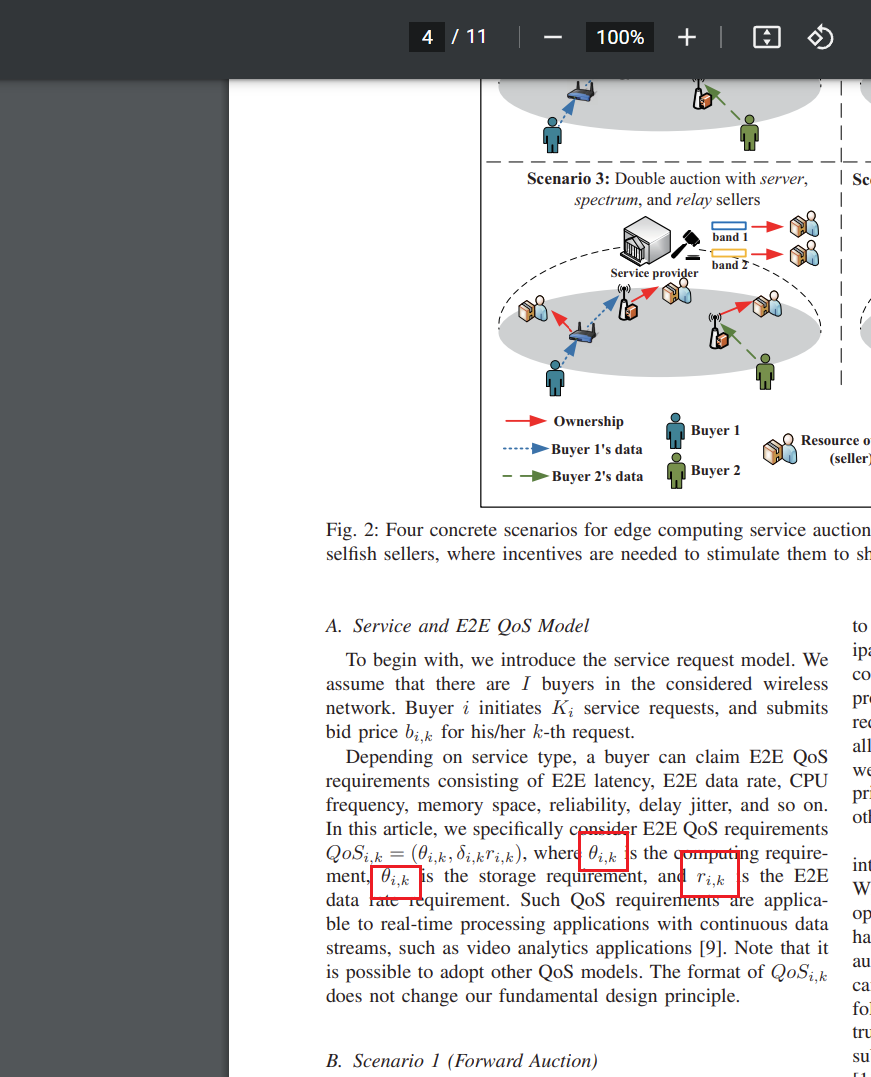 4 / 11 − 100% +
Scenario 3: Double auction with server, Sc
spectrum, and relay sellers
band 1
band 2
Service provider
Ownership
Buyer 1
Buyer 1's data
Buyer 2
Buyer 2's data
Resource o
(seller)
Fig. 2: Four concrete scenarios for edge computing service auction
selfish sellers, where incentives are needed to stimulate them to sh
A. Service and E2E QoS Model
To begin with, we introduce the service request model. We
assume that there are I buyers in the considered wireless
network. Buyer i initiates K_i service requests, and submits
bid price b_{i,k} for his/her k-th request.
Depending on service type, a buyer can claim E2E QoS
requirements consisting of E2E latency, E2E data rate, CPU
frequency, memory space, reliability, delay jitter, and so on.
In this article, we specifically consider E2E QoS requirements
QoS_{i,k} = (θ_{i,k}, δ_{i,k}r_{i,k}), where θ_{i,k} is the computing require-
ment, θ_{i,k} is the storage requirement, and r_{i,k} is the E2E
data rate requirement. Such QoS requirements are applica-
ble to real-time processing applications with continuous data
streams, such as video analytics applications [9]. Note that it
is possible to adopt other QoS models. The format of QoS_{i,k}
does not change our fundamental design principle.
B. Scenario 1 (Forward Auction)
to
ipa
co
pr
rec
all
we
pri
oth
int
W
op
ha
au
ca
fol
tru
su